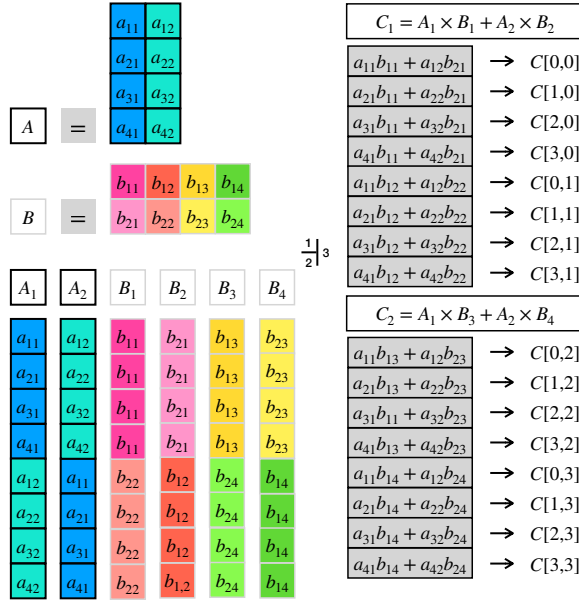 a₁₁ a₁₂
a₂₁ a₂₂
a₃₁ a₃₂
a₄₁ a₄₂
A =
b₁₁ b₁₂ b₁₃ b₁₄
b₂₁ b₂₂ b₂₃ b₂₄
B =
1/2 | 3
A₁ A₂ B₁ B₂ B₃ B₄
a₁₁ a₁₂ b₁₁ b₂₁ b₁₃ b₂₃
a₂₁ a₂₂ b₁₁ b₂₁ b₁₃ b₂₃
a₃₁ a₃₂ b₁₁ b₂₁ b₁₃ b₂₃
a₄₁ a₄₂ b₁₁ b₂₁ b₁₃ b₂₃
a₁₂ a₁₁ b₂₂ b₁₂ b₂₄ b₁₄
a₂₂ a₂₁ b₂₂ b₁₂ b₂₄ b₁₄
a₃₂ a₃₁ b₂₂ b₁₂ b₂₄ b₁₄
a₄₂ a₄₁ b₂₂ b₁,₂ b₂₄ b₁₄
C₁ = A₁ × B₁ + A₂ × B₂
a₁₁b₁₁ + a₁₂b₂₁ → C[0,0]
a₂₁b₁₁ + a₂₂b₂₁ → C[1,0]
a₃₁b₁₁ + a₃₂b₂₁ → C[2,0]
a₄₁b₁₁ + a₄₂b₂₁ → C[3,0]
a₁₁b₁₂ + a₁₂b₂₂ → C[0,1]
a₂₁b₁₂ + a₂₂b₂₂ → C[1,1]
a₃₁b₁₂ + a₃₂b₂₂ → C[2,1]
a₄₁b₁₂ + a₄₂b₂₂ → C[3,1]
C₂ = A₁ × B₃ + A₂ × B₄
a₁₁b₁₃ + a₁₂b₂₃ → C[0,2]
a₂₁b₁₃ + a₂₂b₂₃ → C[1,2]
a₃₁b₁₁ + a₃₂b₂₃ → C[2,2]
a₄₁b₁₃ + a₄₂b₂₃ → C[3,2]
a₁₁b₁₄ + a₁₂b₂₄ → C[0,3]
a₂₁b₁₄ + a₂₂b₂₄ → C[1,3]
a₃₁b₁₄ + a₃₂b₂₄ → C[2,3]
a₄₁b₁₄ + a₄₂b₂₄ → C[3,3]